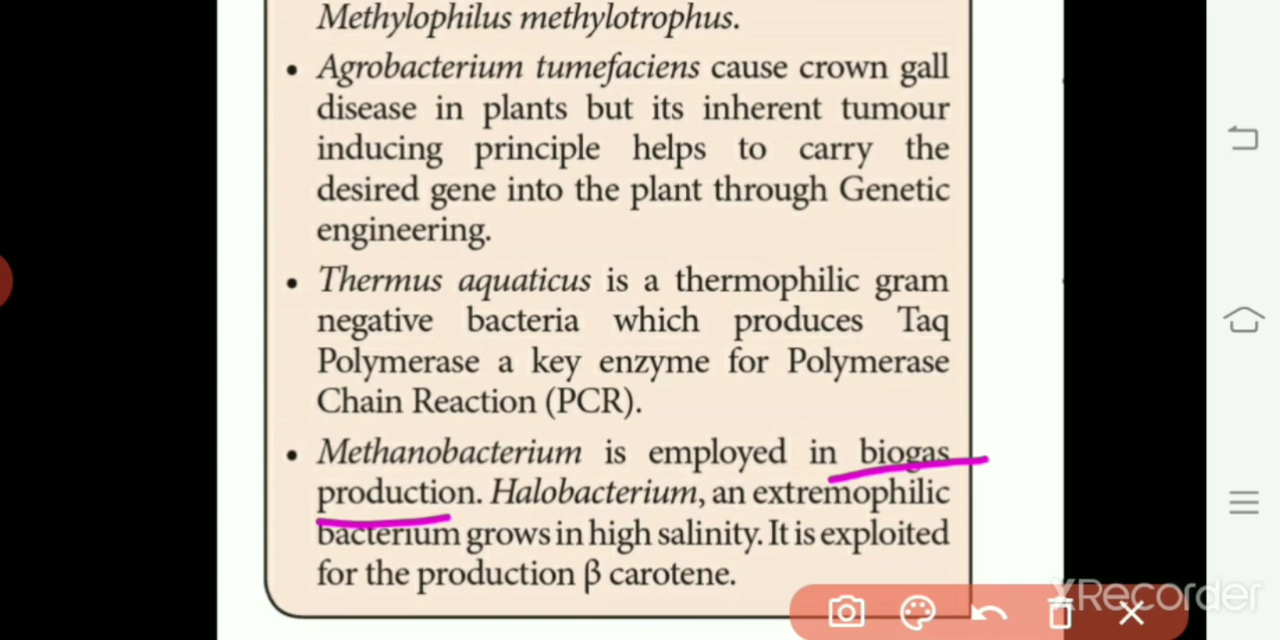 Methylophilus methylotrophus.
• Agrobacterium tumefaciens cause crown gall
disease in plants but its inherent tumour
inducing principle helps to carry the
desired gene into the plant through Genetic
engineering.
• Thermus aquaticus is a thermophilic gram
negative bacteria which produces Taq
Polymerase a key enzyme for Polymerase
Chain Reaction (PCR).
• Methanobacterium is employed in biogas
production. Halobacterium, an extremophilic
bacterium grows in high salinity. It is exploited
for the production β carotene.
XRecorder